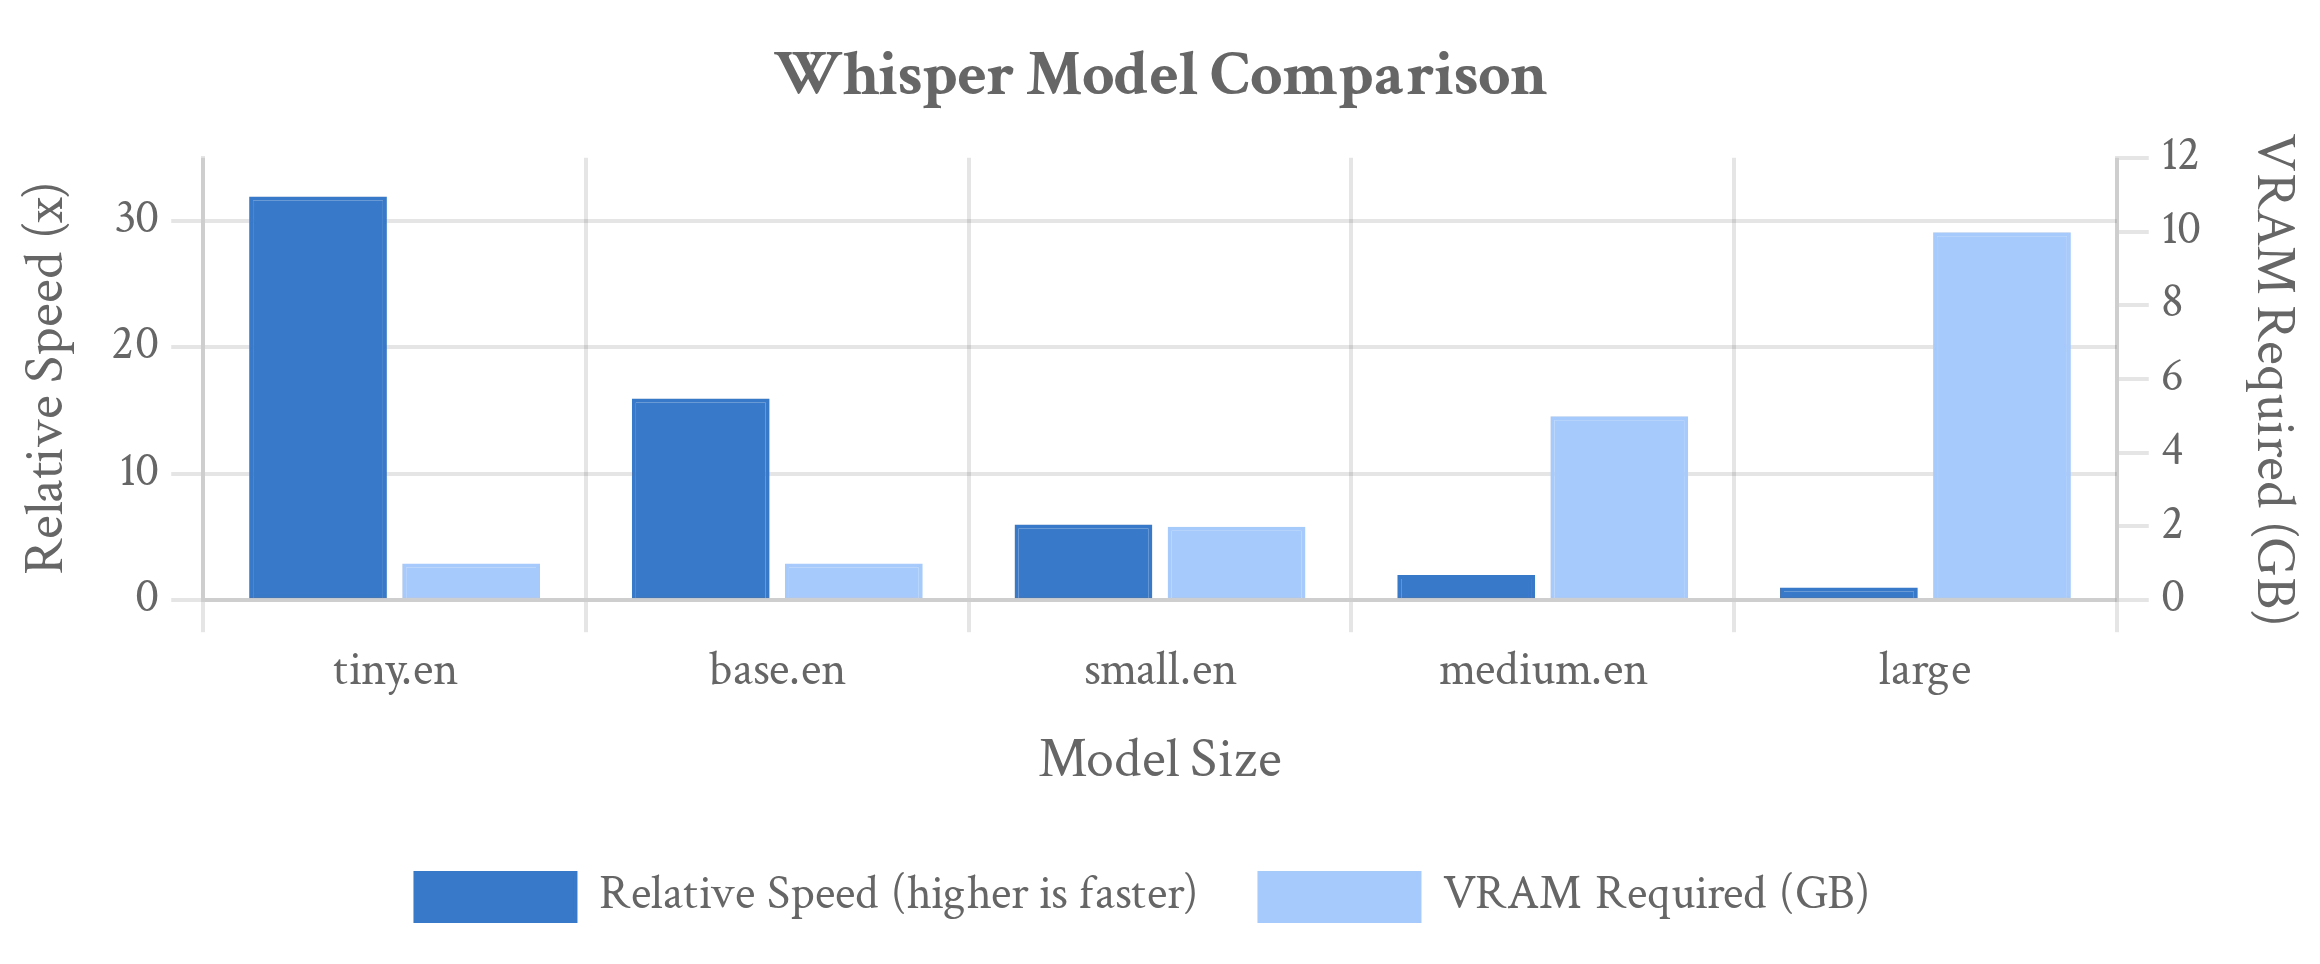 Whisper Model Comparison
Relative Speed (x)
30
20
10
0
12
10
8
6
4
2
0
VRAM Required (GB)
tiny.en
base.en
small.en
medium.en
large
Model Size
Relative Speed (higher is faster)
VRAM Required (GB)